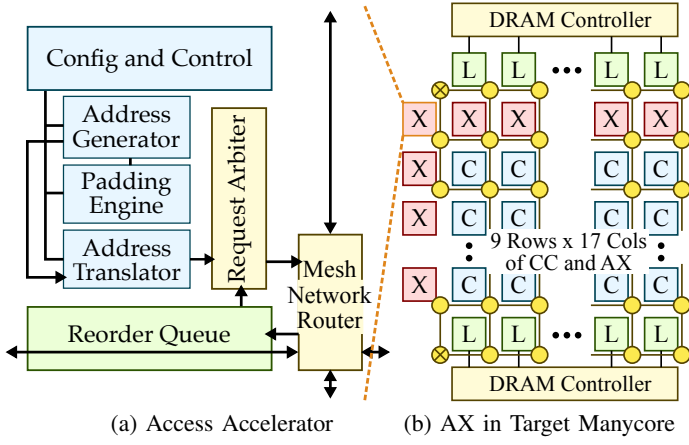 Config and Control
Address
Generator
Padding
Engine
Address
Translator
Request Arbiter
Mesh
Network
Router
Reorder Queue
(a) Access Accelerator
DRAM Controller
L L ••• L L
X X X X X
X C C C C
X C C C C
9 Rows x 17 Cols
of CC and AX
X C C C C
L L ••• L L
DRAM Controller
(b) AX in Target Manycore